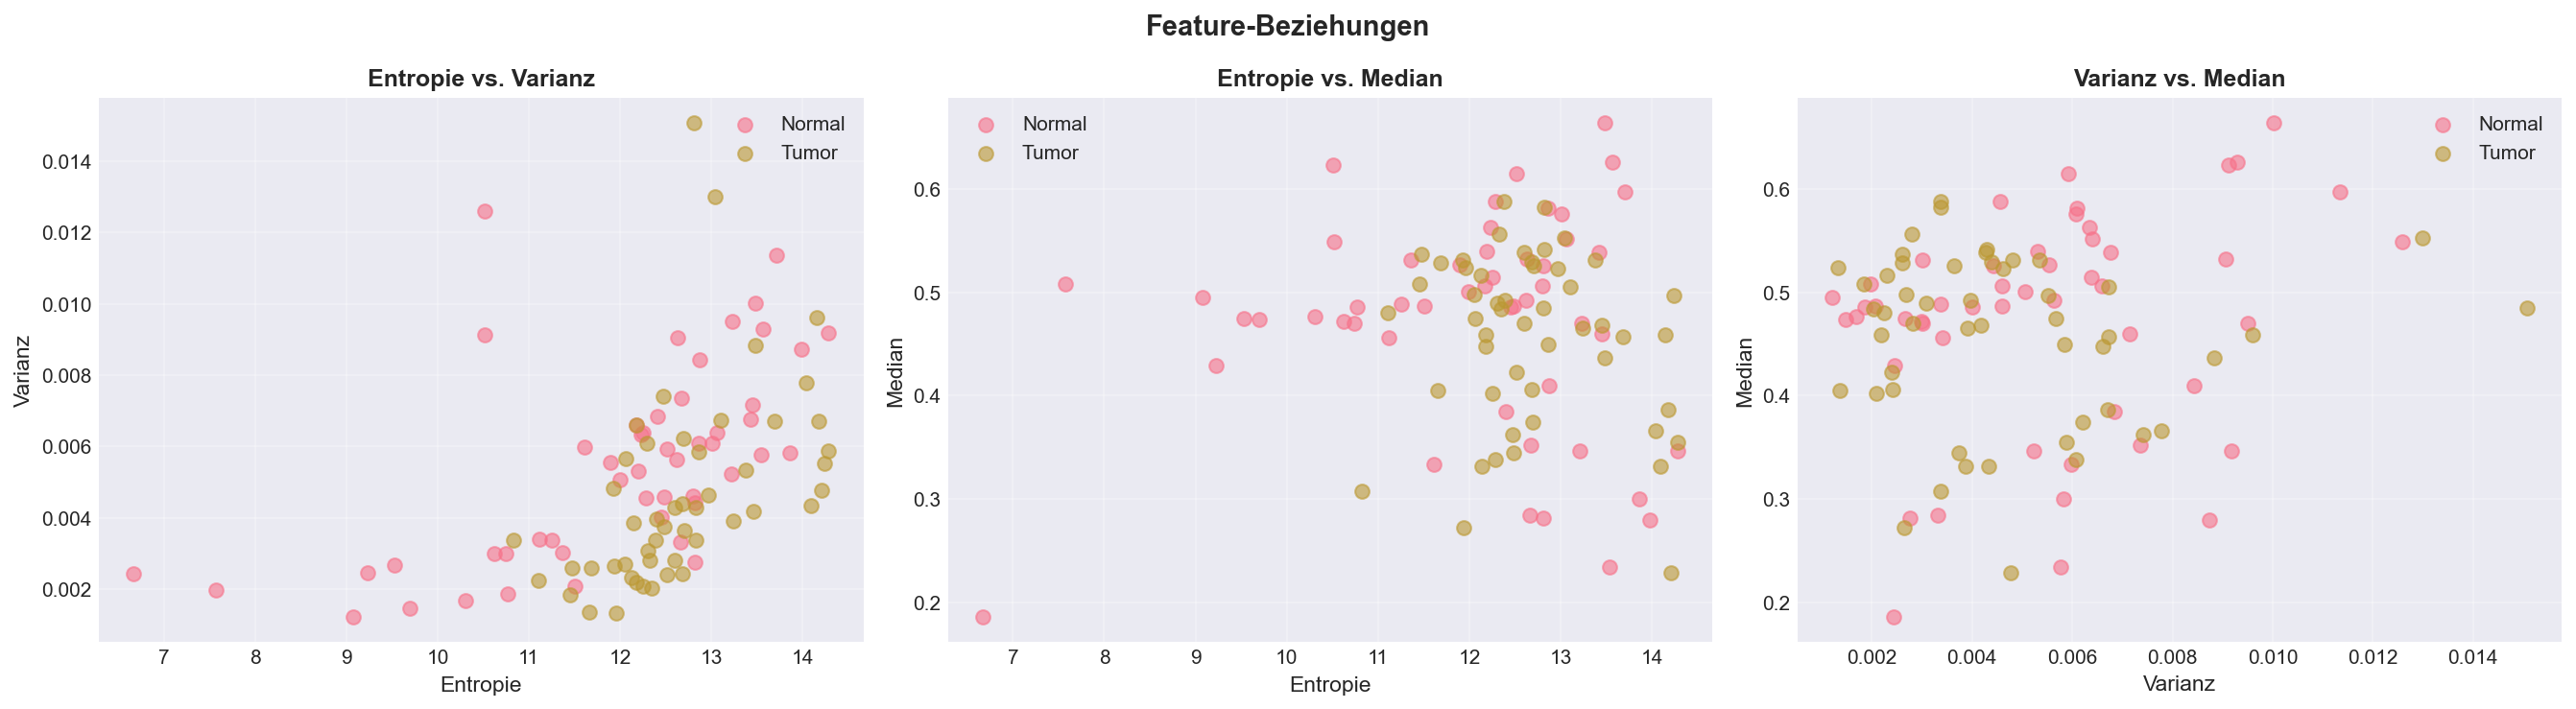 Feature-Beziehungen
Entropie vs. Varianz
Normal
Tumor
0.014
0.012
0.010
0.008
0.006
0.004
0.002
Varianz
7 8 9 10 11 12 13 14
Entropie
Entropie vs. Median
Normal
Tumor
0.6
0.5
0.4
0.3
0.2
Median
7 8 9 10 11 12 13 14
Entropie
Varianz vs. Median
Normal
Tumor
0.6
0.5
0.4
0.3
0.2
Median
0.002 0.004 0.006 0.008 0.010 0.012 0.014
Varianz